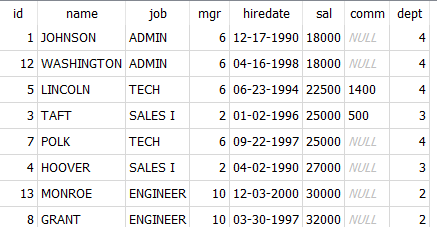 id name job mgr hiredate sal comm dept
1 JOHNSON ADMIN 6 12-17-1990 18000 NULL 4
12 WASHINGTON ADMIN 6 04-16-1998 18000 NULL 4
5 LINCOLN TECH 6 06-23-1994 22500 1400 4
3 TAFT SALES I 2 01-02-1996 25000 500 3
7 POLK TECH 6 09-22-1997 25000 NULL 4
4 HOOVER SALES I 2 04-02-1990 27000 NULL 3
13 MONROE ENGINEER 10 12-03-2000 30000 NULL 2
8 GRANT ENGINEER 10 03-30-1997 32000 NULL 2